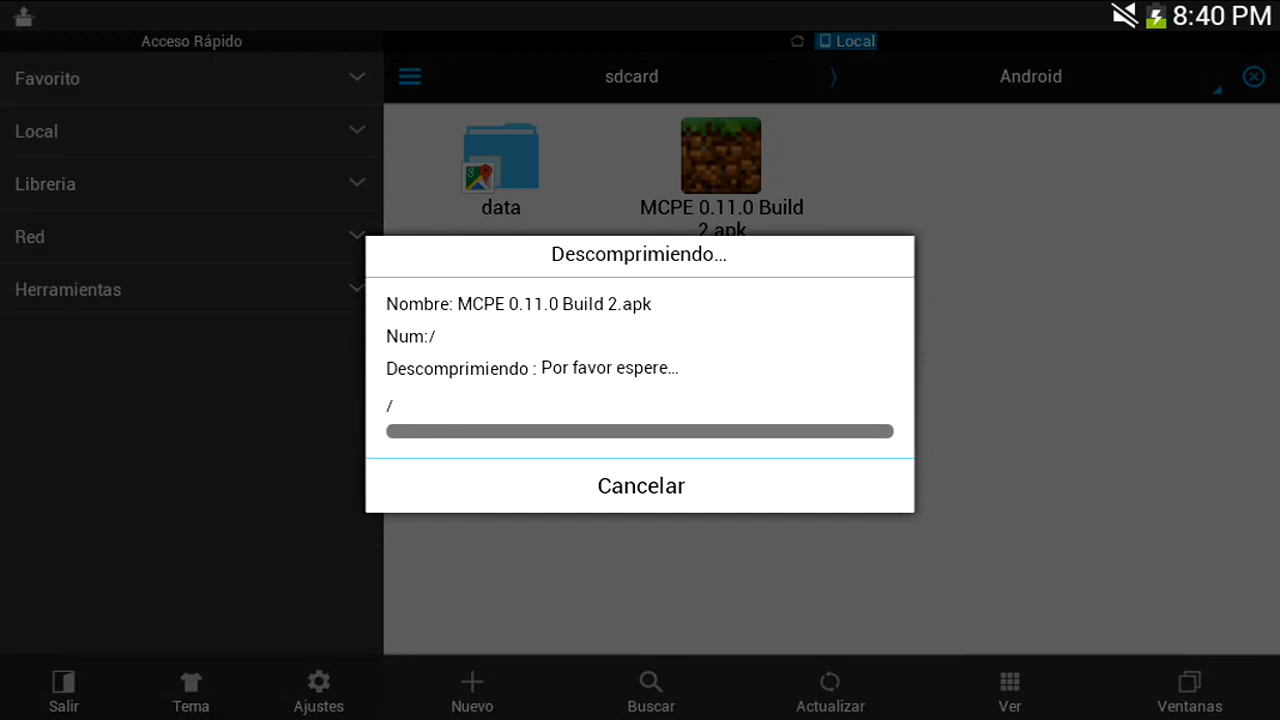 8:40 PM
Acceso Rápido
Local
Favorito
sdcard
Android
Local
Libreria
Red
Herramientas
data
MCPE 0.11.0 Build
2.apk
Descomprimiendo...
Nombre: MCPE 0.11.0 Build 2.apk
Num:/
Descomprimiendo : Por favor espere...
/
Cancelar
Salir
Tema
Ajustes
Nuevo
Buscar
Actualizar
Ver
Ventanas